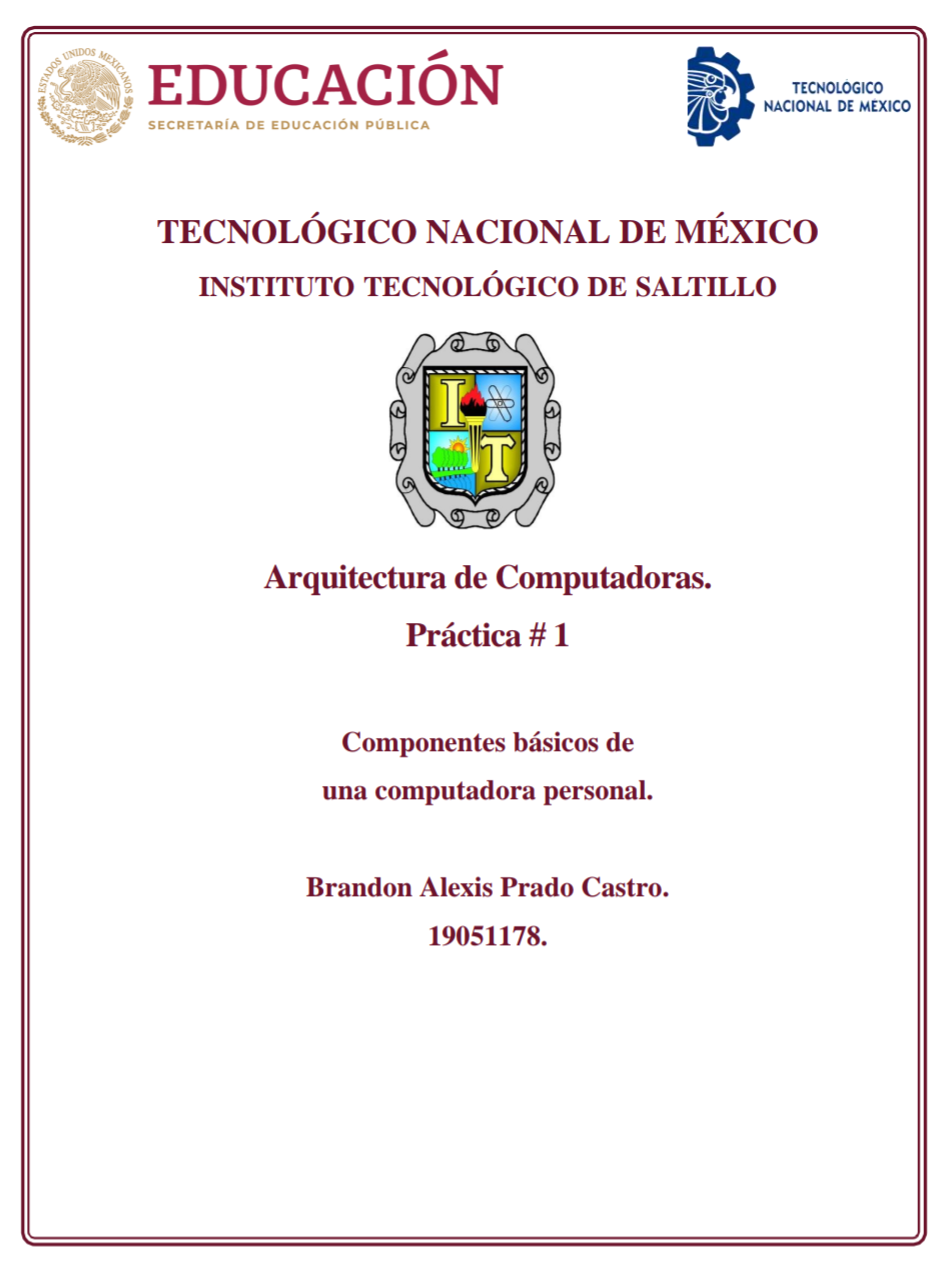 ESTADOS UNIDOS MEXICANOS
EDUCACIÓN
SECRETARÍA DE EDUCACIÓN PÚBLICA
TECNOLÓGICO
NACIONAL DE MÉXICO
TECNOLÓGICO NACIONAL DE MÉXICO
INSTITUTO TECNOLÓGICO DE SALTILLO
I
T
Arquitectura de Computadoras.
Práctica # 1
Componentes básicos de
una computadora personal.
Brandon Alexis Prado Castro.
19051178.